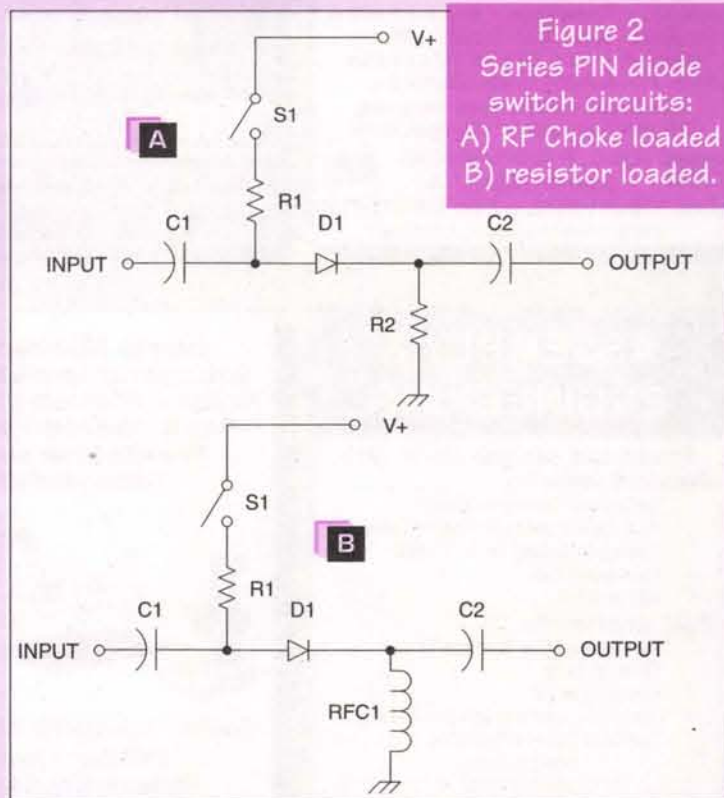 Figure 2
Series PIN diode
switch circuits:
A) RF Choke loaded
B) resistor loaded.
A
V+
S1
R1
C1
D1
C2
INPUT
OUTPUT
R2
B
V+
S1
R1
C1
D1
C2
INPUT
OUTPUT
RFC1